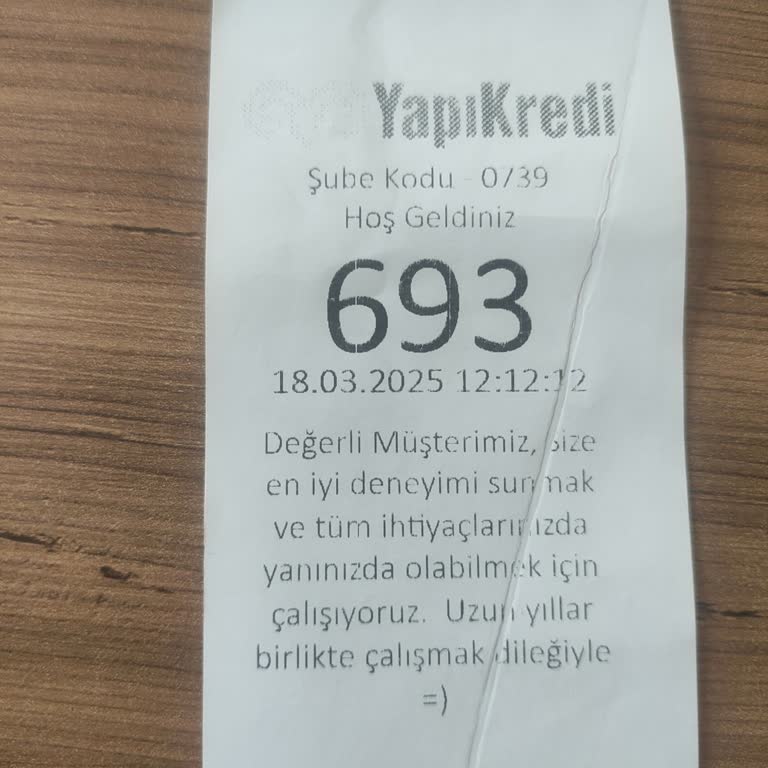 YapıKredi
Şube Kodu - 0739
Hoş Geldiniz
693
18.03.2025 12:12:12
Değerli Müşterimiz, size
en iyi deneyimi sunmak
ve tüm ihtiyaçlarınızda
yanınızda olabilmek için
çalışıyoruz. Uzun yıllar
birlikte çalışmak dileğiyle
=)